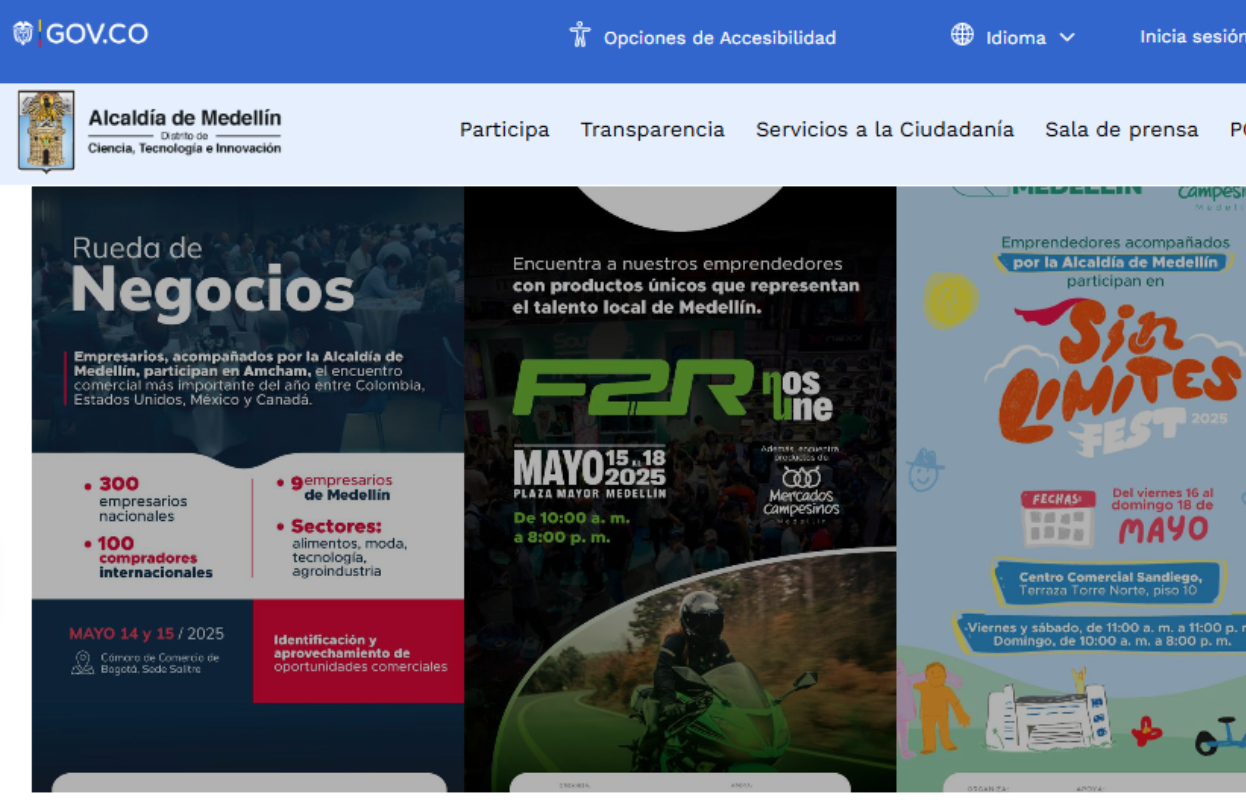 GOV.CO
Opciones de Accesibilidad
Idioma
Inicia sesión
Alcaldía de Medellín
Distrito de
Ciencia, Tecnología e Innovación
Participa
Transparencia
Servicios a la Ciudadanía
Sala de prensa
Rueda de
Negocios
Empresarios, acompañados por la Alcaldía de
Medellín, participan en Amcham, el encuentro
comercial más importante del año entre Colombia,
Estados Unidos, México y Canadá.
• 300
empresarios
nacionales
• 100
compradores
internacionales
• 9 empresarios
de Medellín
• Sectores:
alimentos, moda,
tecnología,
agroindustria
MAYO 14 y 15 / 2025
Cámara de Comercio de
Bogotá, Sede Salitre
Identificación y
aprovechamiento de
oportunidades comerciales
Encuentra a nuestros emprendedores
con productos únicos que representan
el talento local de Medellín.
F2R nos
une
MAYO 15 AL 18
2025
PLAZA MAYOR MEDELLÍN
De 10:00 a. m.
a 8:00 p. m.
Además, encuentra
productos de:
Mercados
Campesinos
Medellín
MEDELLÍN
Emprendedores acompañados
por la Alcaldía de Medellín
participan en
Sin
LÍMITES
FEST 2025
FECHAS:
Del viernes 16 al
domingo 18 de
MAYO
Centro Comercial Sandiego,
Terraza Torre Norte, piso 10
Viernes y sábado, de 11:00 a. m. a 11:00 p.
Domingo, de 10:00 a. m. a 8:00 p. m.
ORGANIZA:
APOYA: